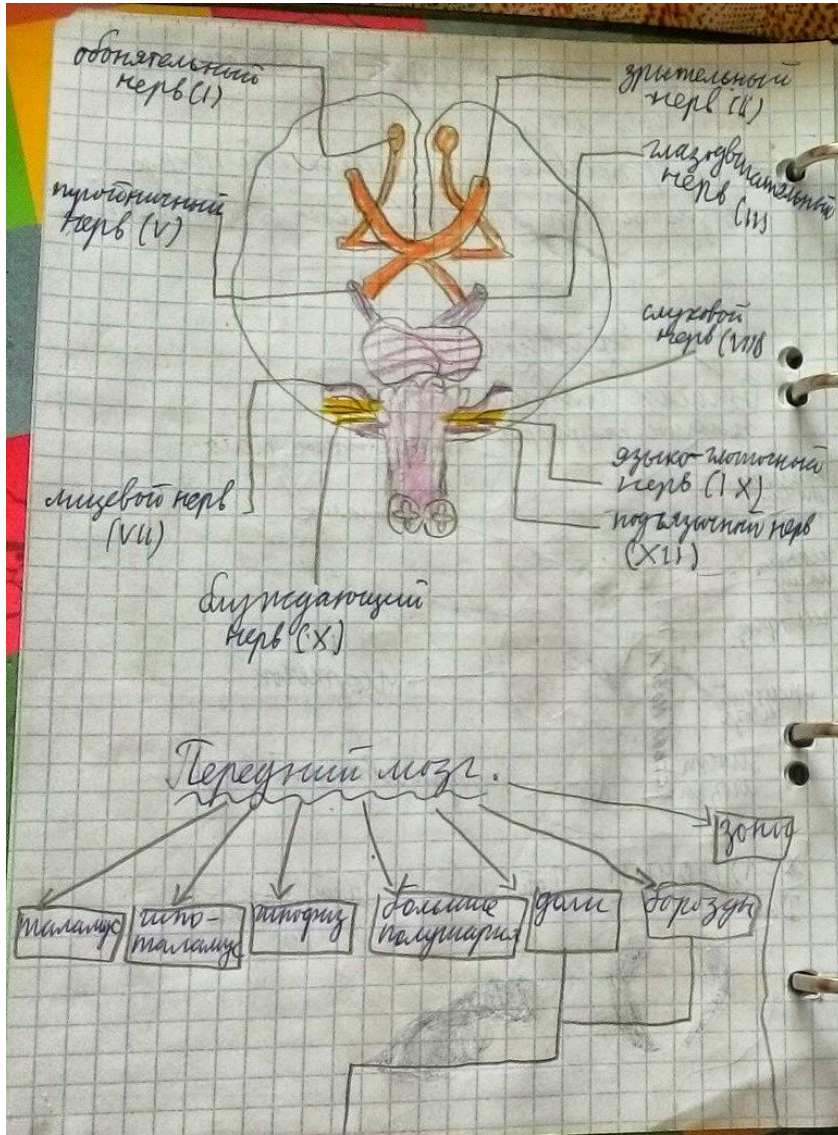 обонятельный
нерв (I)
зрительный
нерв (II)
глазодвигательный
нерв
(III)
нерв (V)
слуховой
нерв (VIII)
языко-глоточный
нерв (IX)
лицевой нерв
(VII)
подъязычный нерв
(XII)
блуждающий
нерв (X)
Передний мозг.
зоны
таламус
гипо-
таламус
гипофиз
большие
полушария
доли
борозды